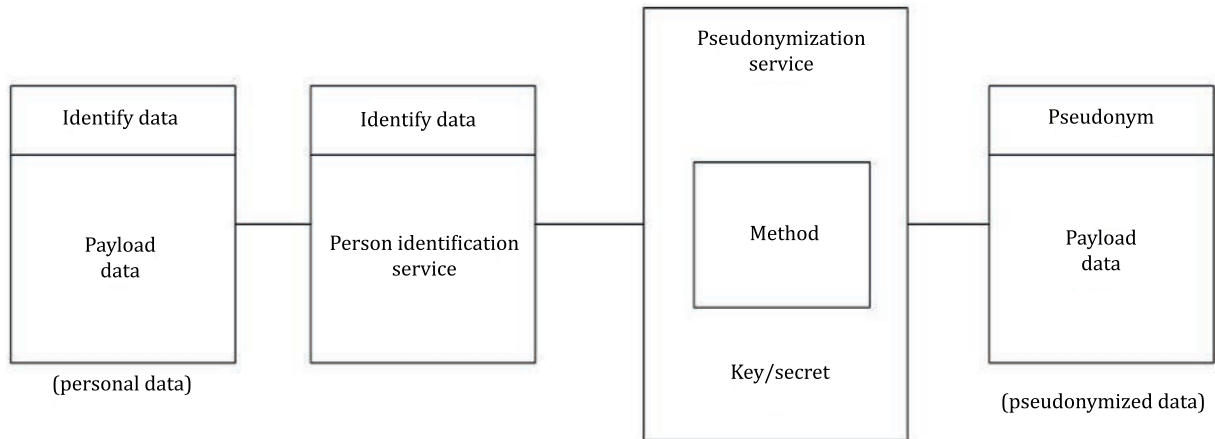 Identify data
Payload
data
(personal data)
Identify data
Person identification
service
Pseudonymization
service
Method
Key/secret
Pseudonym
Payload
data
(pseudonymized data)